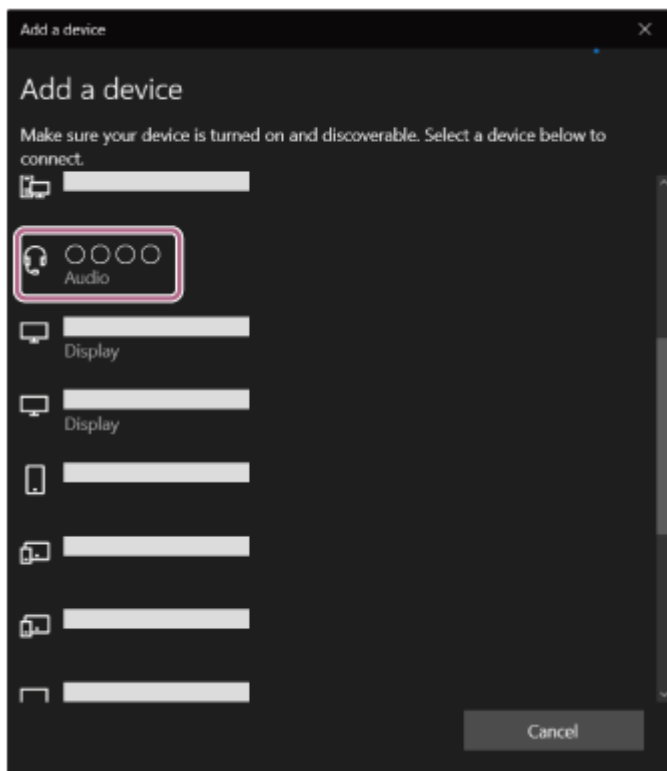 Add a device
Add a device
Make sure your device is turned on and discoverable. Select a device below to
connect.
○○○○
Audio
Display
Display
Cancel